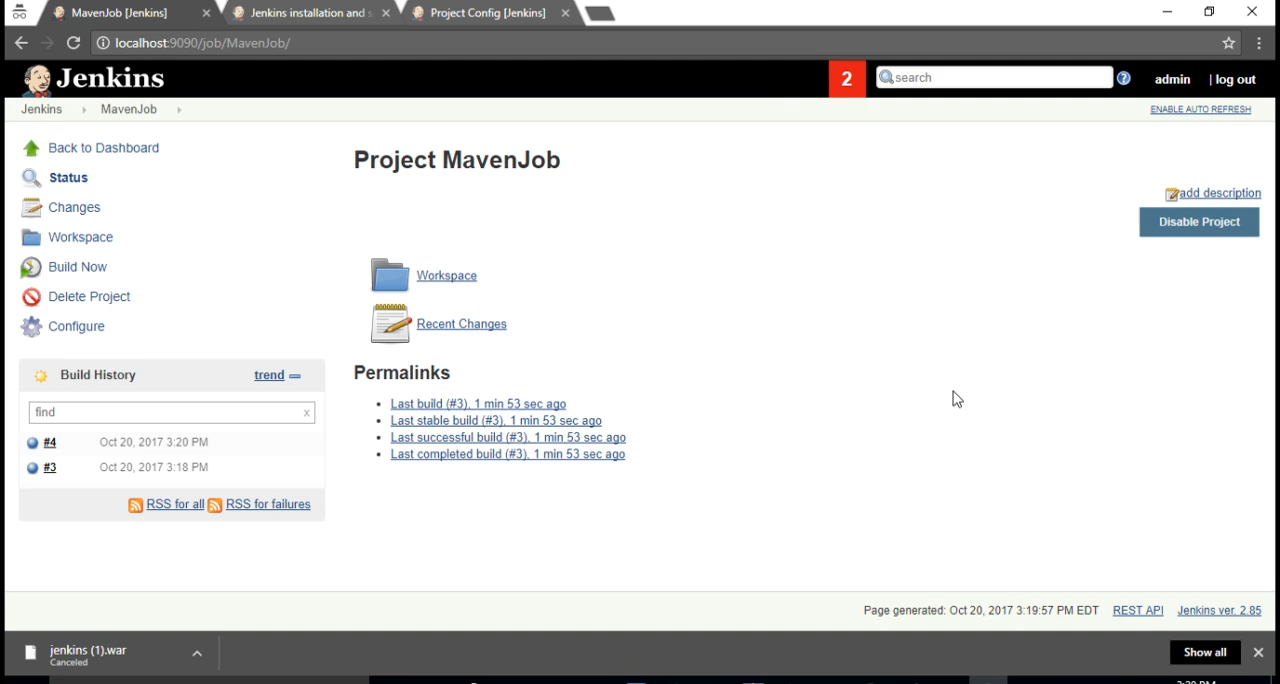 MavenJob [Jenkins] Jenkins installation and s Project Config [Jenkins]
localhost:9090/job/MavenJob/
Jenkins 2 search admin | log out
Jenkins MavenJob ENABLE AUTO REFRESH
Back to Dashboard
Status
Changes
Workspace
Build Now
Delete Project
Configure
Build History trend
find x
#4 Oct 20, 2017 3:20 PM
#3 Oct 20, 2017 3:18 PM
RSS for all RSS for failures
Project MavenJob
add description
Disable Project
Workspace
Recent Changes
Permalinks
Last build (#3), 1 min 53 sec ago
Last stable build (#3), 1 min 53 sec ago
Last successful build (#3), 1 min 53 sec ago
Last completed build (#3), 1 min 53 sec ago
Page generated: Oct 20, 2017 3:19:57 PM EDT REST API Jenkins ver. 2.85
jenkins (1).war
Canceled
Show all